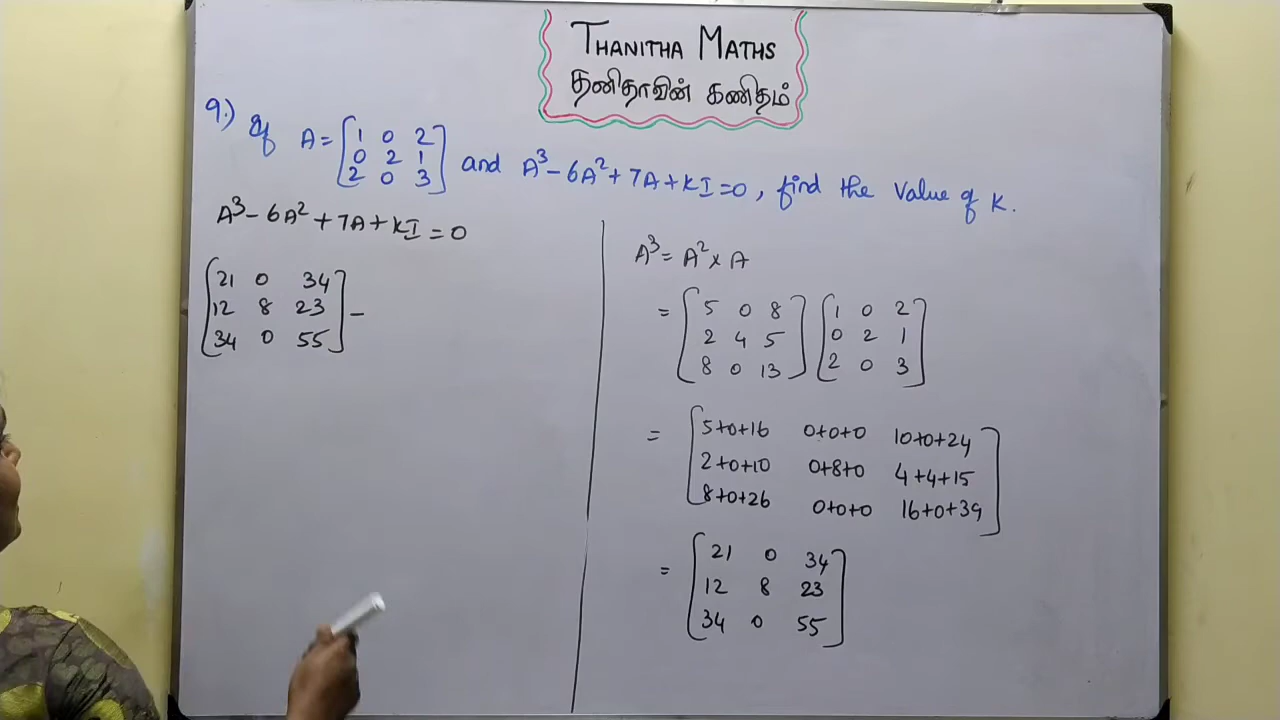 THANITHA MATHS
தனிதாவின் கணிதம்
9.) If A = [1 0 2
0 2 1
2 0 3] and A³ - 6A² + 7A + KI = 0, find the value of K.
A³ - 6A² + 7A + KI = 0
[21 0 34
12 8 23
34 0 55] -
A³ = A² × A
= [5 0 8
2 4 5
8 0 13] [1 0 2
0 2 1
2 0 3]
= [5+0+16 0+0+0 10+0+24
2+0+10 0+8+0 4+4+15
8+0+26 0+0+0 16+0+39]
= [21 0 34
12 8 23
34 0 55]